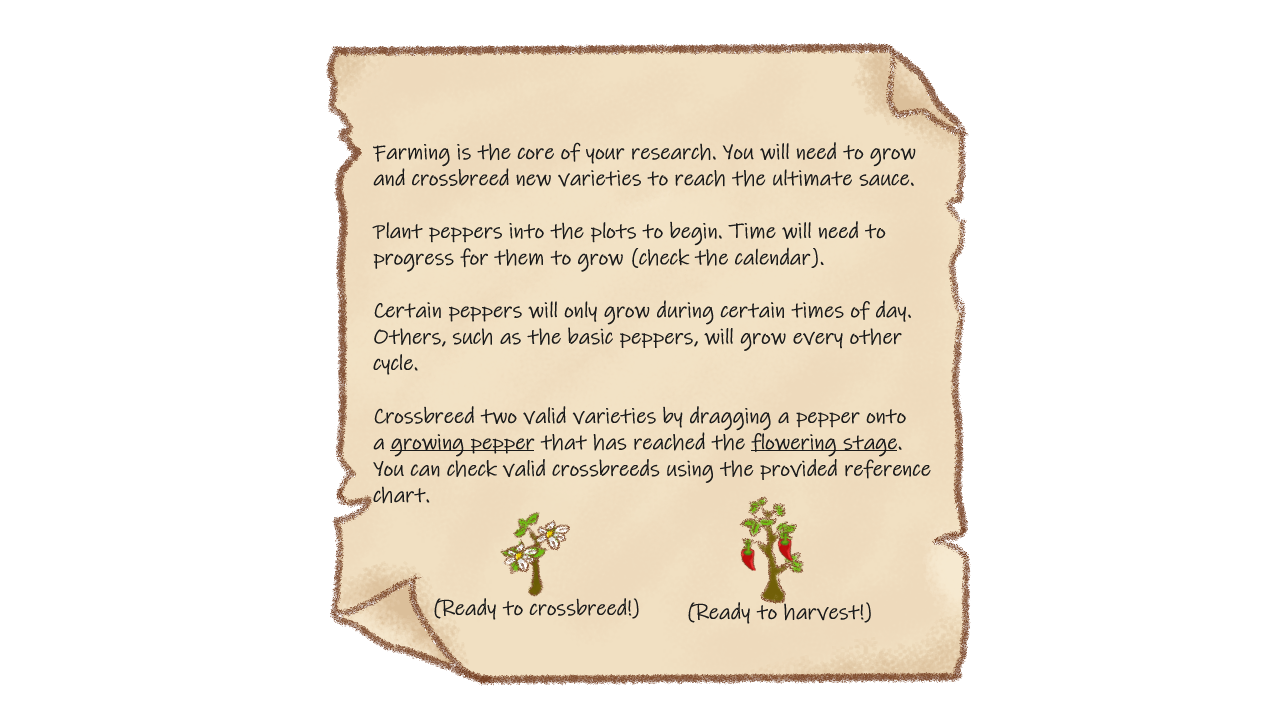 Farming is the core of your research. You will need to grow
and crossbreed new varieties to reach the ultimate sauce.
Plant peppers into the plots to begin. Time will need to
progress for them to grow (check the calendar).
Certain peppers will only grow during certain times of day.
Others, such as the basic peppers, will grow every other
cycle.
Crossbreed two valid varieties by dragging a pepper onto
a growing pepper that has reached the flowering stage.
You can check valid crossbreeds using the provided reference
chart.
(Ready to crossbreed!)
(Ready to harvest!)